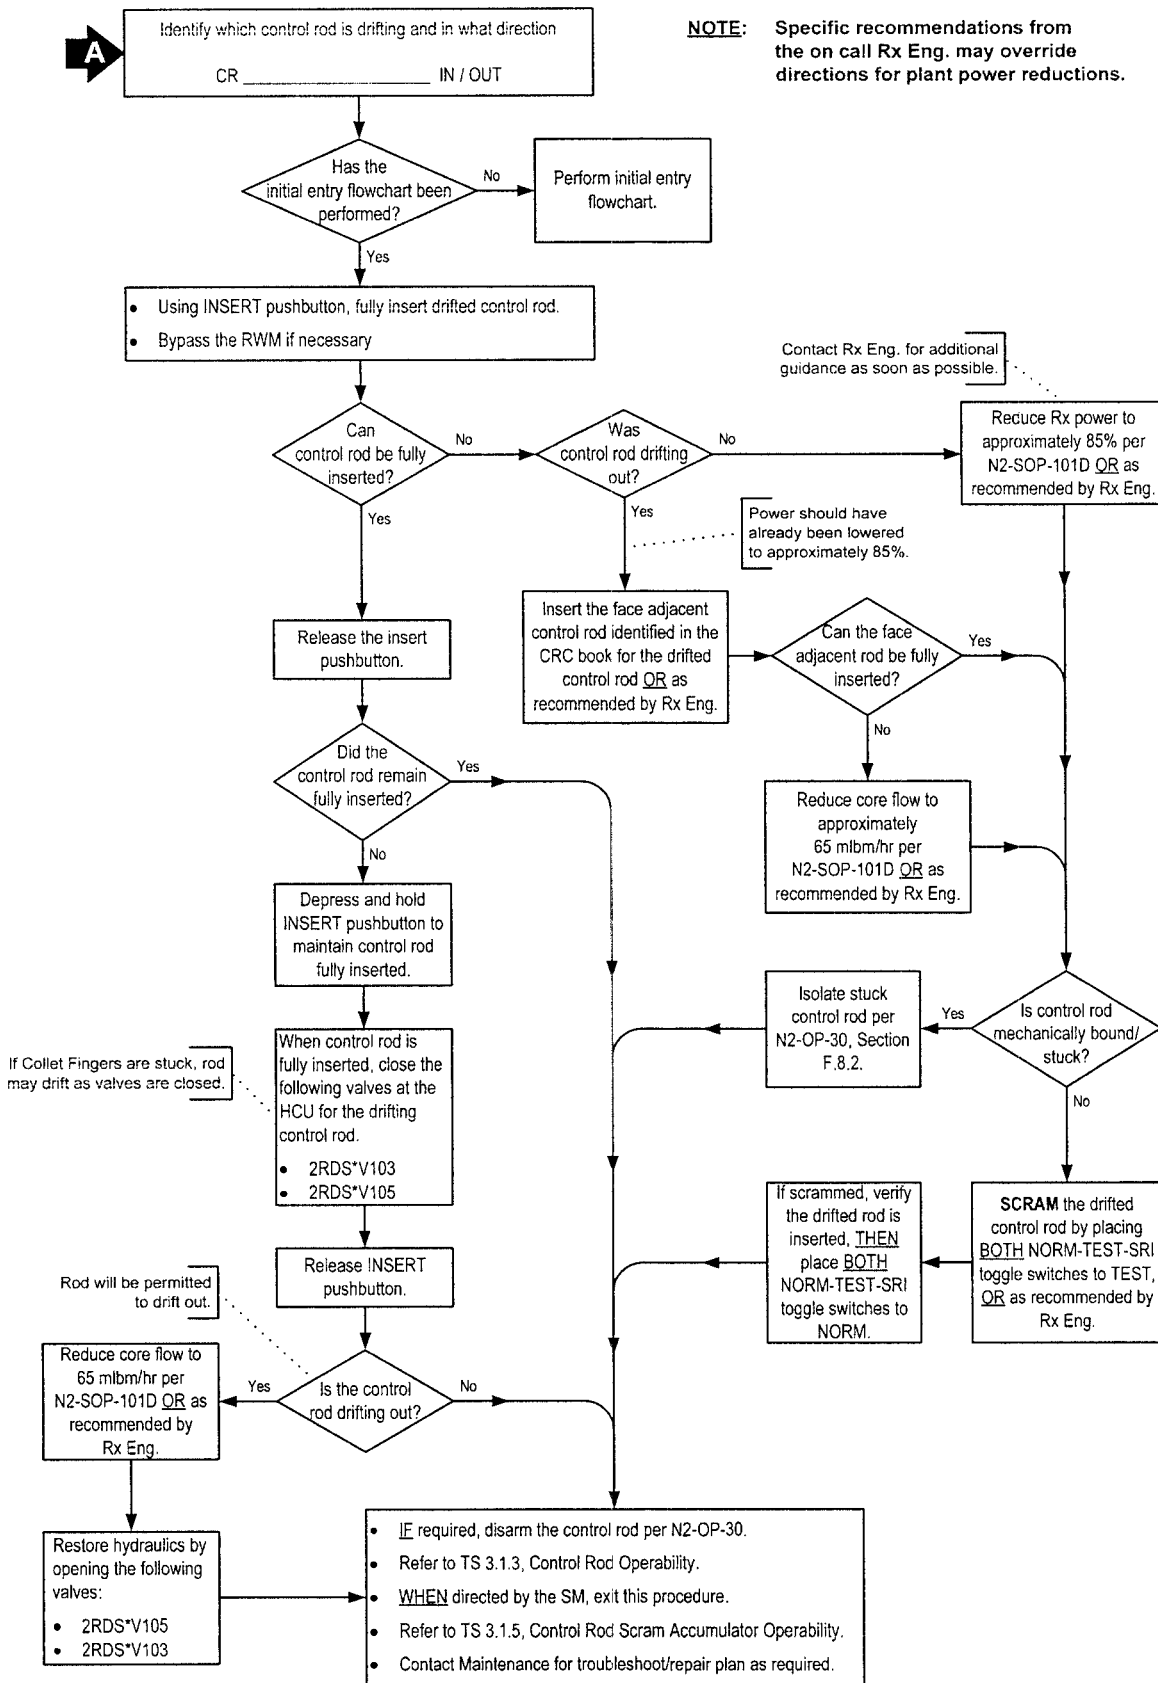 A
Identify which control rod is drifting and in what direction
CR ____________________ IN / OUT
NOTE: Specific recommendations from
the on call Rx Eng. may override
directions for plant power reductions.
Has the
initial entry flowchart been
performed?
No
Perform initial entry
flowchart.
Yes
• Using INSERT pushbutton, fully insert drifted control rod.
• Bypass the RWM if necessary
Contact Rx Eng. for additional
guidance as soon as possible.
Can
control rod be fully
inserted?
No
Was
control rod drifting
out?
No
Reduce Rx power to
approximately 85% per
N2-SOP-101D OR as
recommended by Rx Eng.
Yes
Yes
Power should have
already been lowered
to approximately 85%.
Release the insert
pushbutton.
Insert the face adjacent
control rod identified in the
CRC book for the drifted
control rod OR as
recommended by Rx Eng.
Can the face
adjacent rod be fully
inserted?
Yes
No
Did the
control rod remain
fully inserted?
Yes
No
Reduce core flow to
approximately
65 mlbm/hr per
N2-SOP-101D OR as
recommended by Rx Eng.
Depress and hold
INSERT pushbutton to
maintain control rod
fully inserted.
Isolate stuck
control rod per
N2-OP-30, Section
F.8.2.
Yes
Is control rod
mechanically bound/
stuck?
No
If Collet Fingers are stuck, rod
may drift as valves are closed.
When control rod is
fully inserted, close the
following valves at the
HCU for the drifting
control rod.
• 2RDS*V103
• 2RDS*V105
If scrammed, verify
the drifted rod is
inserted, THEN
place BOTH
NORM-TEST-SRI
toggle switches to
NORM.
SCRAM the drifted
control rod by placing
BOTH NORM-TEST-SRI
toggle switches to TEST,
OR as recommended by
Rx Eng.
Release INSERT
pushbutton.
Rod will be permitted
to drift out.
Reduce core flow to
65 mlbm/hr per
N2-SOP-101D OR as
recommended by
Rx Eng.
Yes
Is the control
rod drifting out?
No
Restore hydraulics by
opening the following
valves:
• 2RDS*V105
• 2RDS*V103
• IF required, disarm the control rod per N2-OP-30.
• Refer to TS 3.1.3, Control Rod Operability.
• WHEN directed by the SM, exit this procedure.
• Refer to TS 3.1.5, Control Rod Scram Accumulator Operability.
• Contact Maintenance for troubleshoot/repair plan as required.